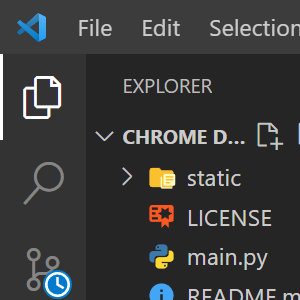 File Edit Selection
EXPLORER
CHROME D...
static
LICENSE
main.py
README.m